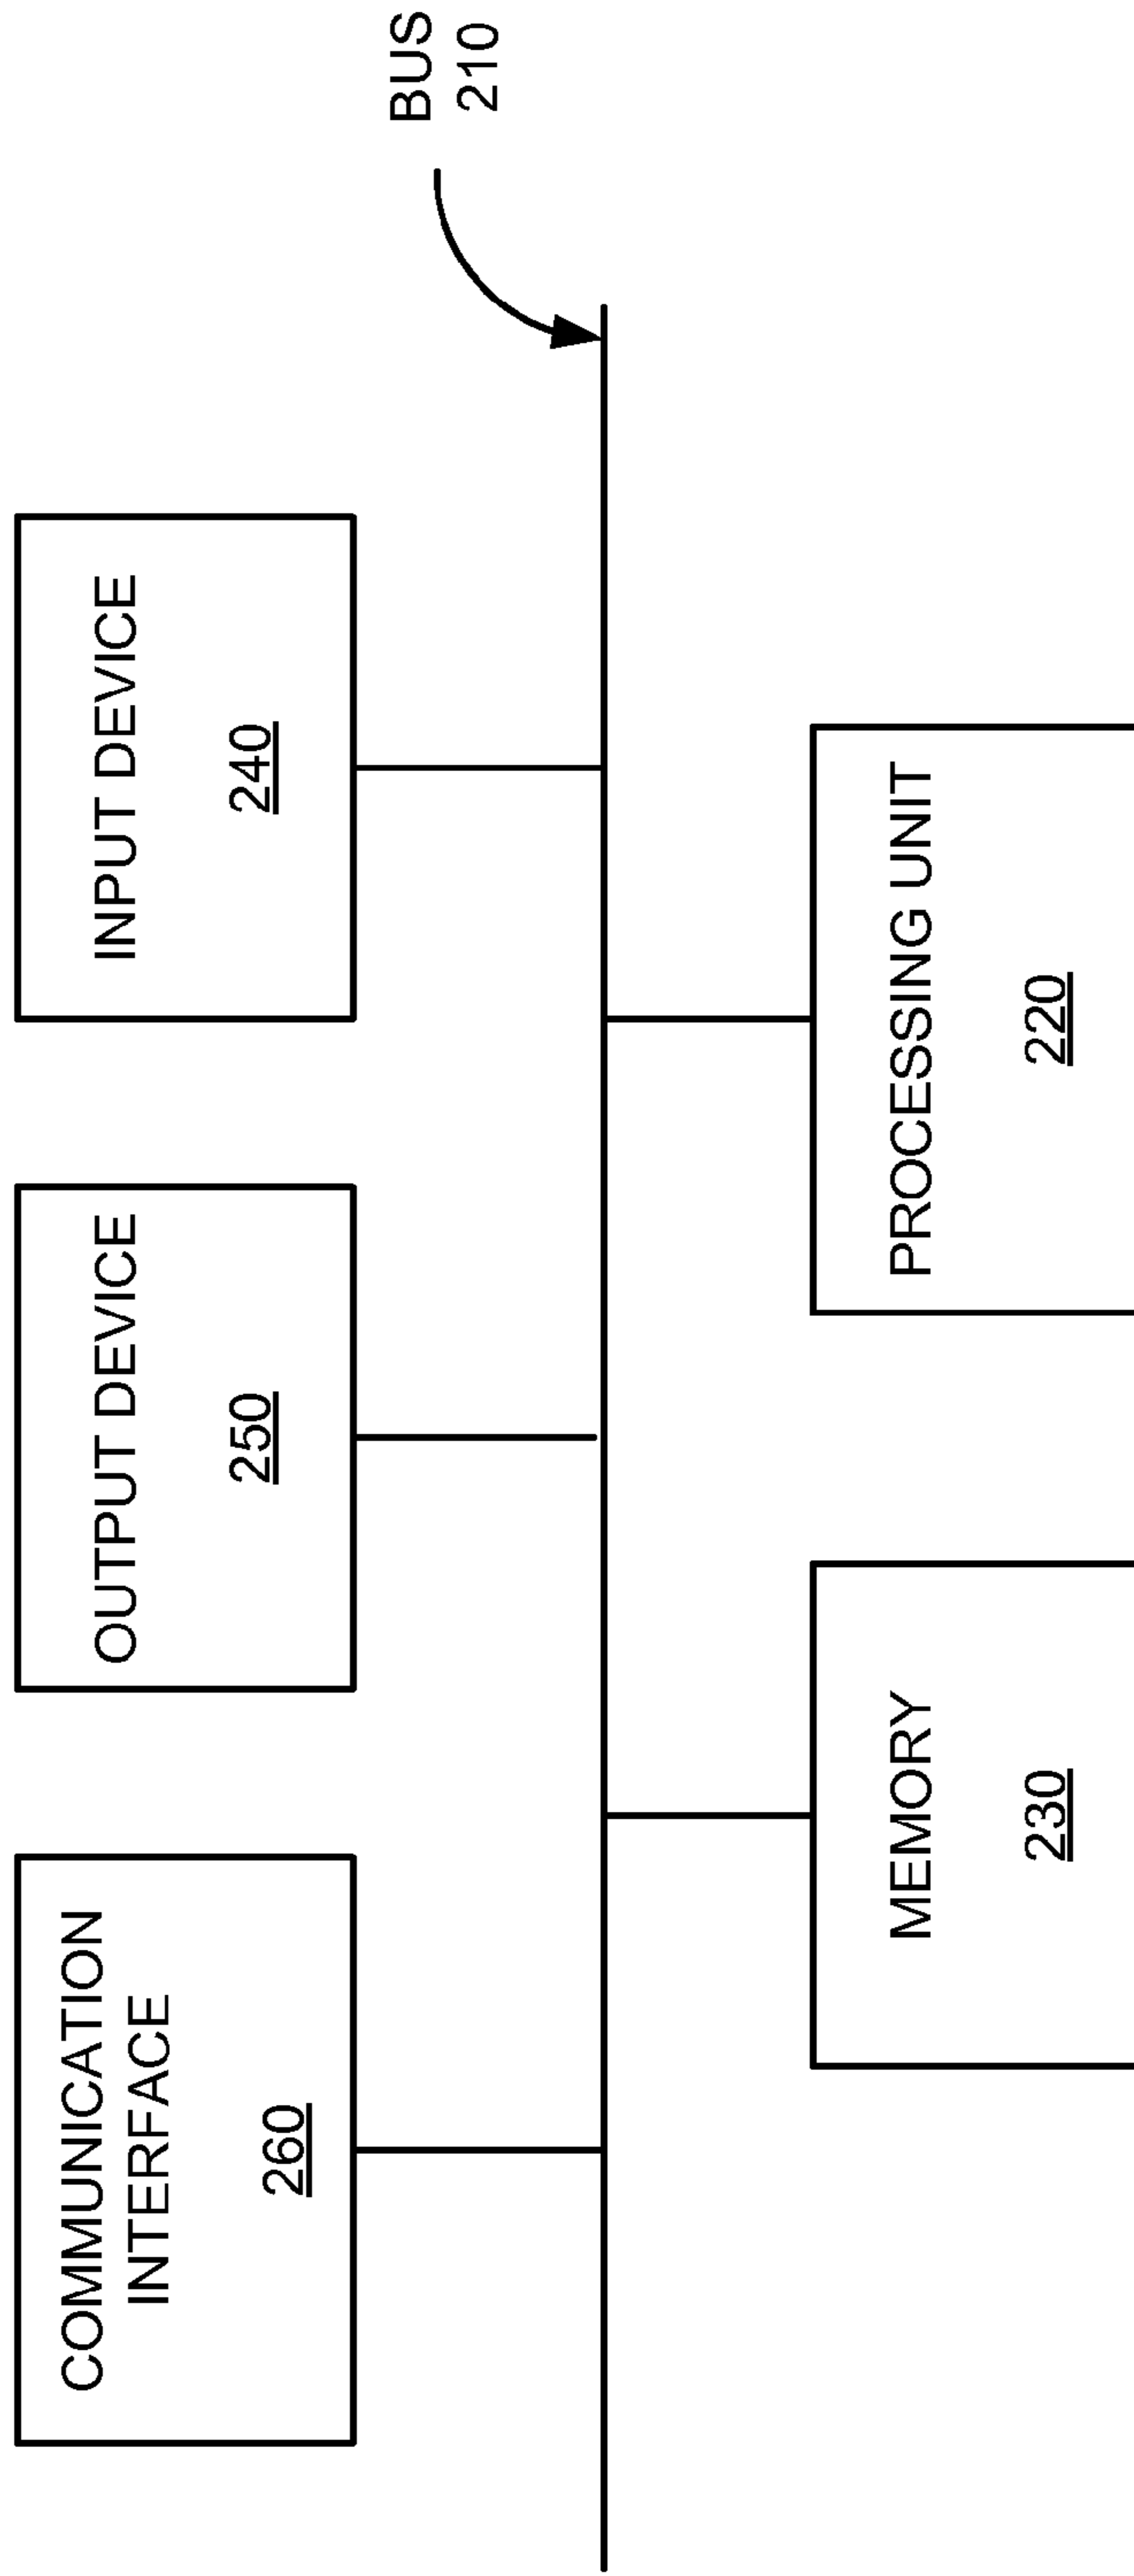 COMMUNICATION
INTERFACE
260
OUTPUT DEVICE
250
INPUT DEVICE
240
BUS
210
MEMORY
230
PROCESSING UNIT
220